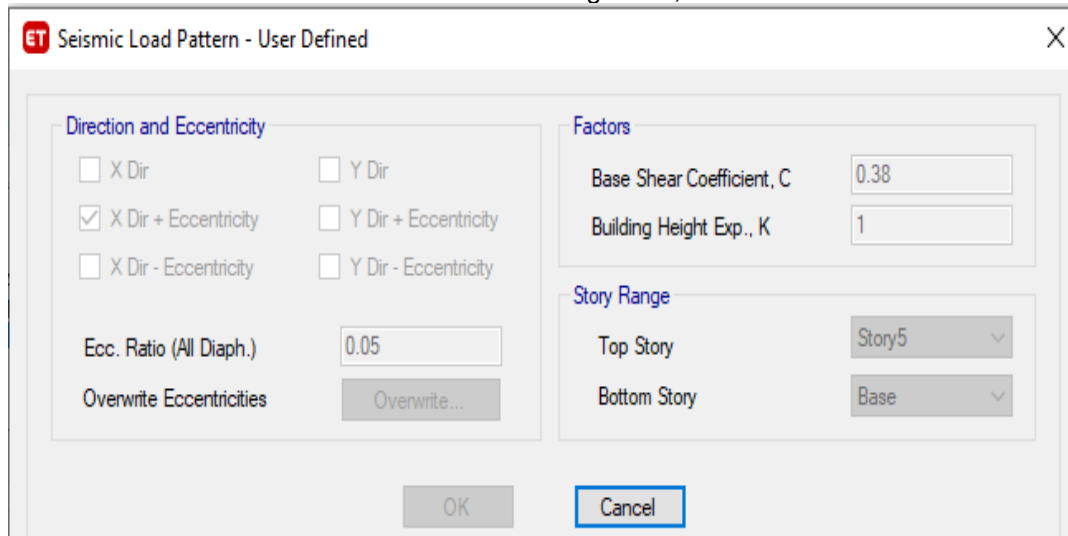 ET Seismic Load Pattern - User Defined
Direction and Eccentricity
X Dir
Y Dir
X Dir + Eccentricity
Y Dir + Eccentricity
X Dir - Eccentricity
Y Dir - Eccentricity
Ecc. Ratio (All Diaph.) 0.05
Overwrite Eccentricities Overwrite...
Factors
Base Shear Coefficient, C 0.38
Building Height Exp., K 1
Story Range
Top Story Story5
Bottom Story Base
OK
Cancel